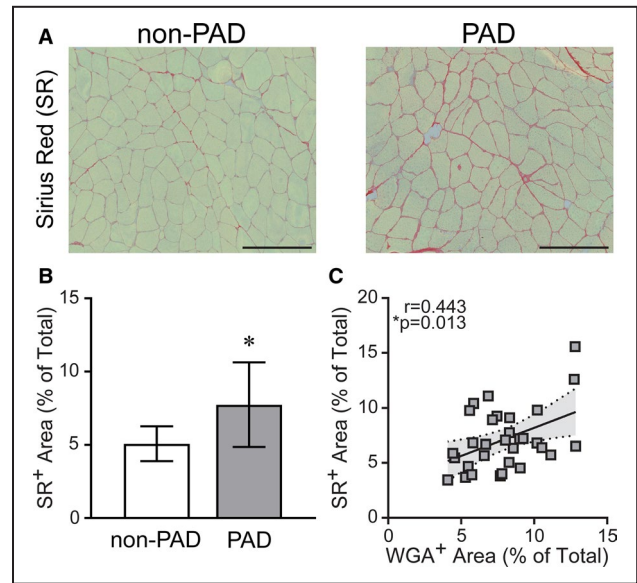 A
non-PAD
PAD
Sirius Red (SR)
B
SR+ Area (% of Total)
15
10
5
0
*
non-PAD
PAD
C
SR+ Area (% of Total)
20
15
10
5
0
r=0.443
*p=0.013
0
5
10
15
WGA+ Area (% of Total)